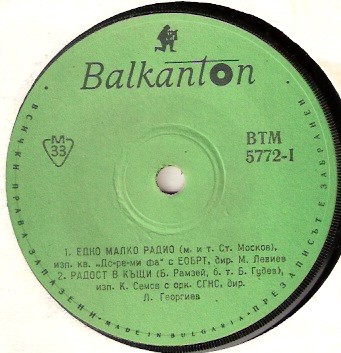 Balkanton
ВСИЧКИ ПРАВА ЗАПАЗЕНИ
ПРЕЗАПИСЪТ Е ЗАБРАНЕН
М
33
ВТМ
5772-I
1. ЕДНО МАЛКО РАДИО (м. и т. Ст. Москов),
изп. кв. „До-ре-ми фа" с ЕОБРТ, дир. М. Левиев
2. РАДОСТ В КЪЩИ (Б. Рамзей, б. т. Б. Гудев),
изп. К. Семов с орк. СГНС, дир.
Л. Георгиев
MADE IN BULGARIA